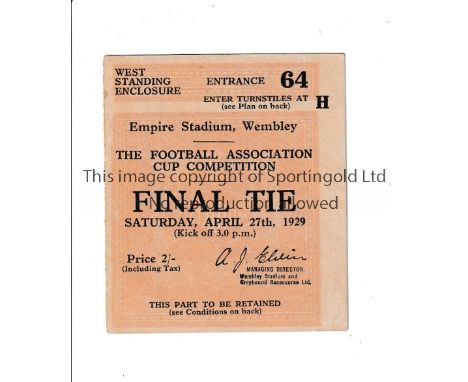 WEST
STANDING
ENCLOSURE
ENTRANCE 64
ENTER TURNSTILES AT H
(see Plan on back)
Empire Stadium, Wembley
THE FOOTBALL ASSOCIATION
CUP COMPETITION
This image copyright of Sportingold Ltd
FINAL TIE
No reproduction allowed
SATURDAY, APRIL 27th, 1929
(Kick off 3.0 p.m.)
Price 2/-
(Including Tax)
A. J. Elvin
MANAGING DIRECTOR.
Wembley Stadium and
Greyhound Racecourse Ltd.
THIS PART TO BE RETAINED
(see Conditions on back)